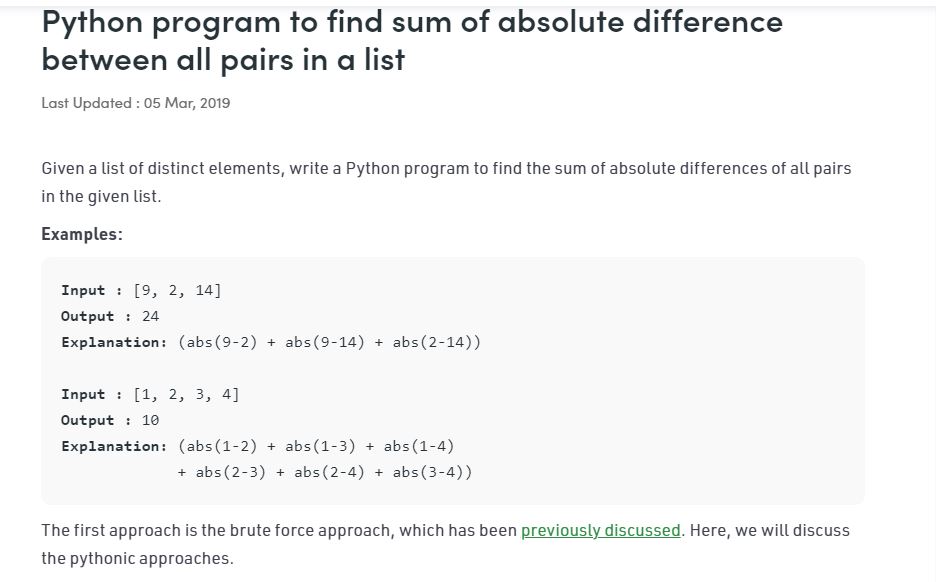 Python program to find sum of absolute difference
between all pairs in a list
Last Updated : 05 Mar, 2019
Given a list of distinct elements, write a Python program to find the sum of absolute differences of all pairs
in the given list.
Examples:
Input : [9, 2, 14]
Output : 24
Explanation: (abs(9-2) + abs(9-14) + abs(2-14))
Input : [1, 2, 3, 4]
Output : 10
Explanation: (abs(1-2) + abs(1-3) + abs(1-4)
+ abs(2-3) + abs(2-4) + abs(3-4))
The first approach is the brute force approach, which has been previously discussed. Here, we will discuss
the pythonic approaches.